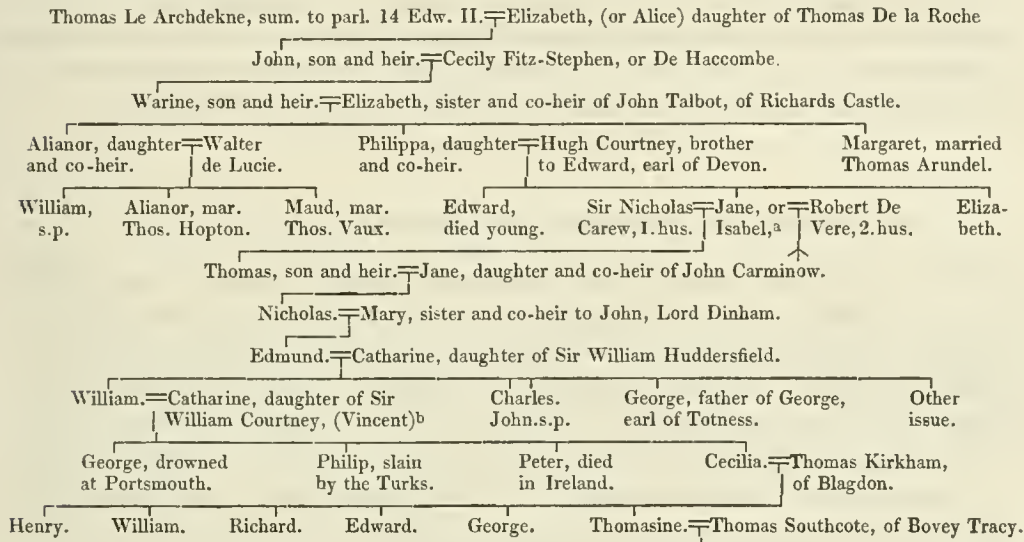 Thomas Le Archdekne, sum. to parl. 14 Edw. II.=Elizabeth, (or Alice) daughter of Thomas De la Roche
John, son and heir.=Cecily Fitz-Stephen, or De Haccombe.
Warine, son and heir.=Elizabeth, sister and co-heir of John Talbot, of Richards Castle.
Alianor, daughter=Walter Philippa, daughter=Hugh Courtney, brother Margaret, married
and co-heir. de Lucie. and co-heir. to Edward, earl of Devon. Thomas Arundel.
William, Alianor, mar. Maud, mar. Edward, Sir Nicholas=Jane, or=Robert De Eliza-
s.p. Thos. Hopton. Thos. Vaux. died young. Carew, 1. hus. Isabel,a Vere, 2. hus. beth.
Thomas, son and heir.=Jane, daughter and co-heir of John Carminow.
Nicholas.=Mary, sister and co-heir to John, Lord Dinham.
Edmund.=Catharine, daughter of Sir William Huddersfield.
William.=Catharine, daughter of Sir Charles. George, father of George, Other
William Courtney, (Vincent)b John.s.p. earl of Totness. issue.
George, drowned Philip, slain Peter, died Cecilia.=Thomas Kirkham,
at Portsmouth. by the Turks. in Ireland. of Blagdon.
Henry. William. Richard. Edward. George. Thomasine.=Thomas Southcote, of Bovey Tracy.